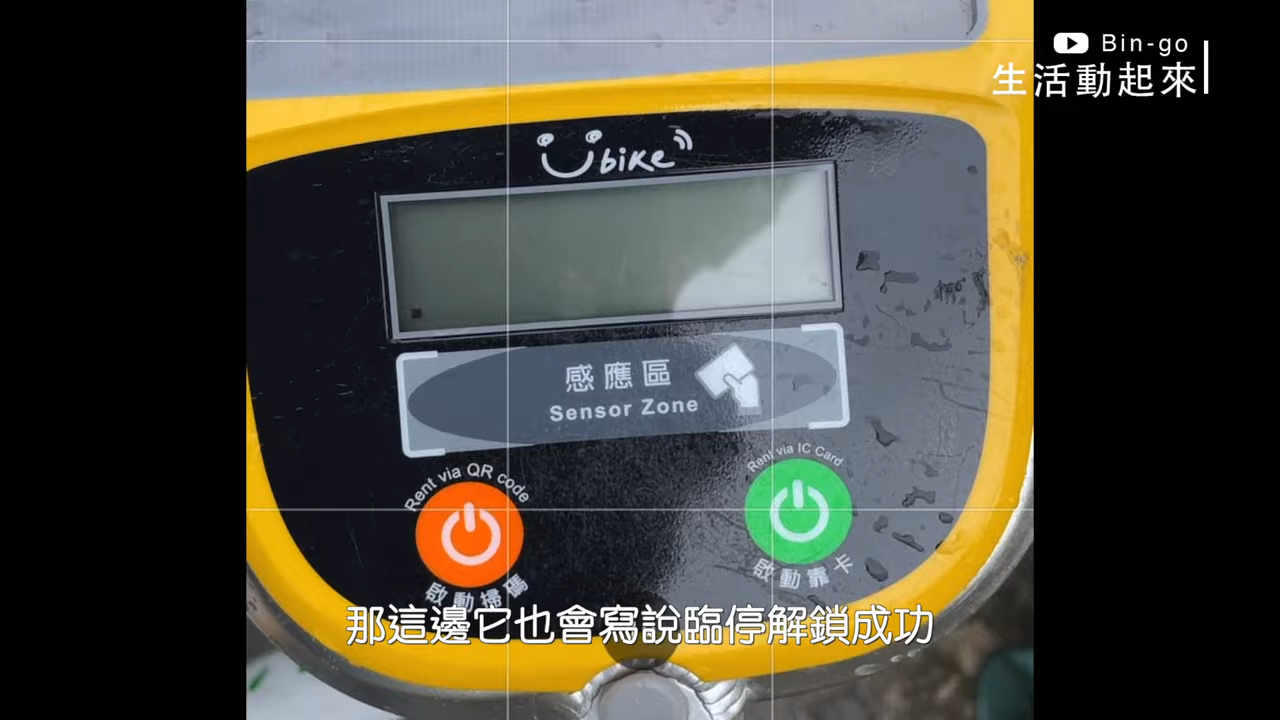 Bin-go
生活動起來
Ubike
感應區
Sensor Zone
Rent via QR code
啟動掃碼
Rent via IC Card
啟動靠卡
那這邊它也會寫說臨停解鎖成功